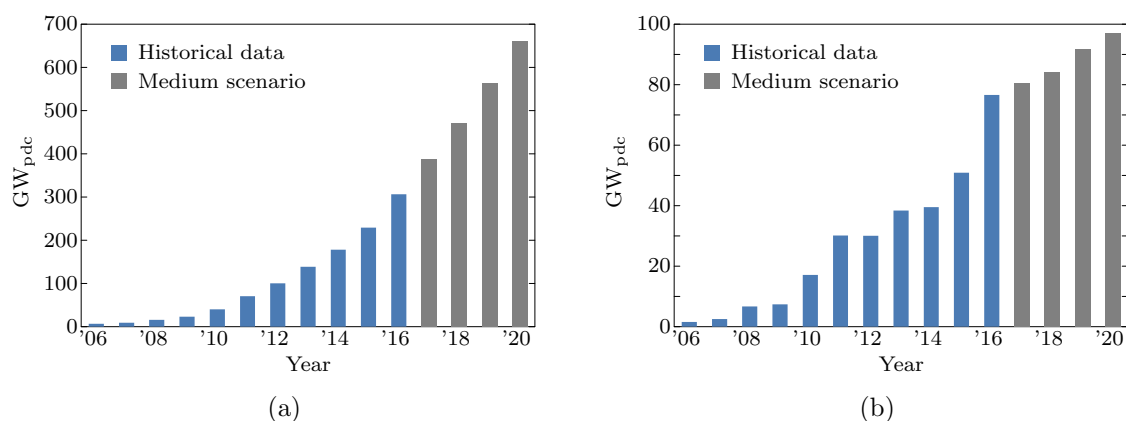 700
600
500
400
300
200
100
0
GW_pdc
Historical data
Medium scenario
'06 '08 '10 '12 '14 '16 '18 '20
Year
(a)
100
80
60
40
20
0
GW_pdc
Historical data
Medium scenario
'06 '08 '10 '12 '14 '16 '18 '20
Year
(b)